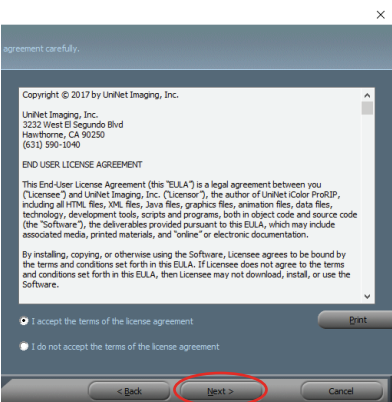 agreement carefully.
Copyright © 2017 by UniNet Imaging, Inc.
UniNet Imaging, Inc.
3232 West El Segundo Blvd
Hawthorne, CA 90250
(631) 590-1040
END USER LICENSE AGREEMENT
This End-User License Agreement (this "EULA") is a legal agreement between you
("Licensee") and UniNet Imaging, Inc. ("Licensor"), the author of UniNet iColor ProRIP,
including all HTML files, XML files, Java files, graphics files, animation files, data files,
technology, development tools, scripts and programs, both in object code and source code
(the "Software"), the deliverables provided pursuant to this EULA, which may include
associated media, printed materials, and "online" or electronic documentation.
By installing, copying, or otherwise using the Software, Licensee agrees to be bound by
the terms and conditions set forth in this EULA. If Licensee does not agree to the terms
and conditions set forth in this EULA, then Licensee may not download, install, or use the
Software.
I accept the terms of the license agreement
Print
I do not accept the terms of the license agreement
< Back
Next >
Cancel